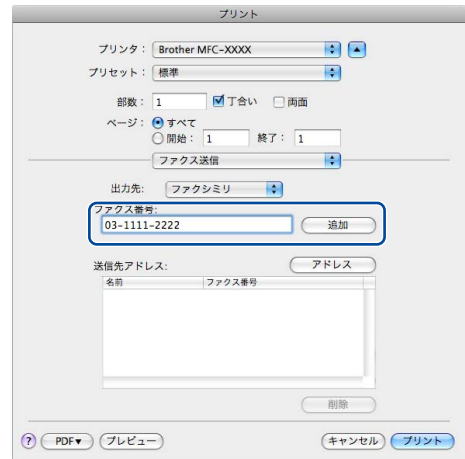 プリント
プリンタ： Brother MFC-XXXX
プリセット： 標準
部数： 1 丁合い 両面
ページ： すべて
開始： 1 終了： 1
ファクス送信
出力先: ファクシミリ
ファクス番号:
03-1111-2222 追加
送信先アドレス: アドレス
名前 ファクス番号
削除
? PDF▼ プレビュー キャンセル プリント